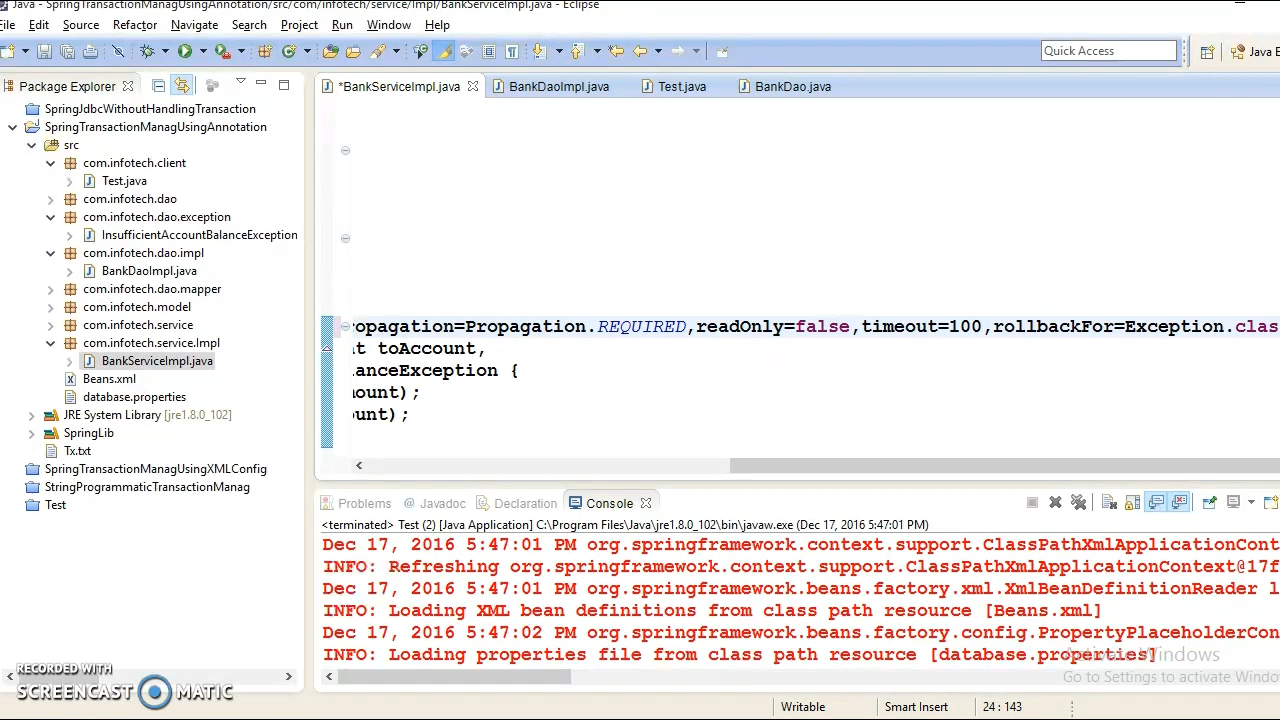 Java - SpringTransactionManagUsingAnnotation/src/com/infotech/service/Impl/BankServiceImpl.java - Eclipse
File Edit Source Refactor Navigate Search Project Run Window Help
Quick Access
Java E
Package Explorer
*BankServiceImpl.java
BankDaoImpl.java
Test.java
BankDao.java
SpringJdbcWithoutHandlingTransaction
SpringTransactionManagUsingAnnotation
src
com.infotech.client
Test.java
com.infotech.dao
com.infotech.dao.exception
InsufficientAccountBalanceException
com.infotech.dao.impl
BankDaoImpl.java
com.infotech.dao.mapper
com.infotech.model
com.infotech.service
com.infotech.service.Impl
BankServiceImpl.java
Beans.xml
database.properties
JRE System Library [jre1.8.0_102]
SpringLib
Tx.txt
SpringTransactionManagUsingXMLConfig
StringProgrammaticTransactionManag
Test
ropagation=Propagation.REQUIRED,readOnly=false,timeout=100,rollbackFor=Exception.clas
nt toAccount,
lanceException {
mount);
ount);
Problems @ Javadoc Declaration Console
<terminated> Test (2) [Java Application] C:\Program Files\Java\jre1.8.0_102\bin\javaw.exe (Dec 17, 2016 5:47:01 PM)
Dec 17, 2016 5:47:01 PM org.springframework.context.support.ClassPathXmlApplicationCont
INFO: Refreshing org.springframework.context.support.ClassPathXmlApplicationContext@17f
Dec 17, 2016 5:47:01 PM org.springframework.beans.factory.xml.XmlBeanDefinitionReader l
INFO: Loading XML bean definitions from class path resource [Beans.xml]
Dec 17, 2016 5:47:02 PM org.springframework.beans.factory.config.PropertyPlaceholderCon
INFO: Loading properties file from class path resource [database.properties]
Activate Windows
Go to Settings to activate Windows
RECORDED WITH
SCREENCAST MATIC
Writable
Smart Insert
24 : 143